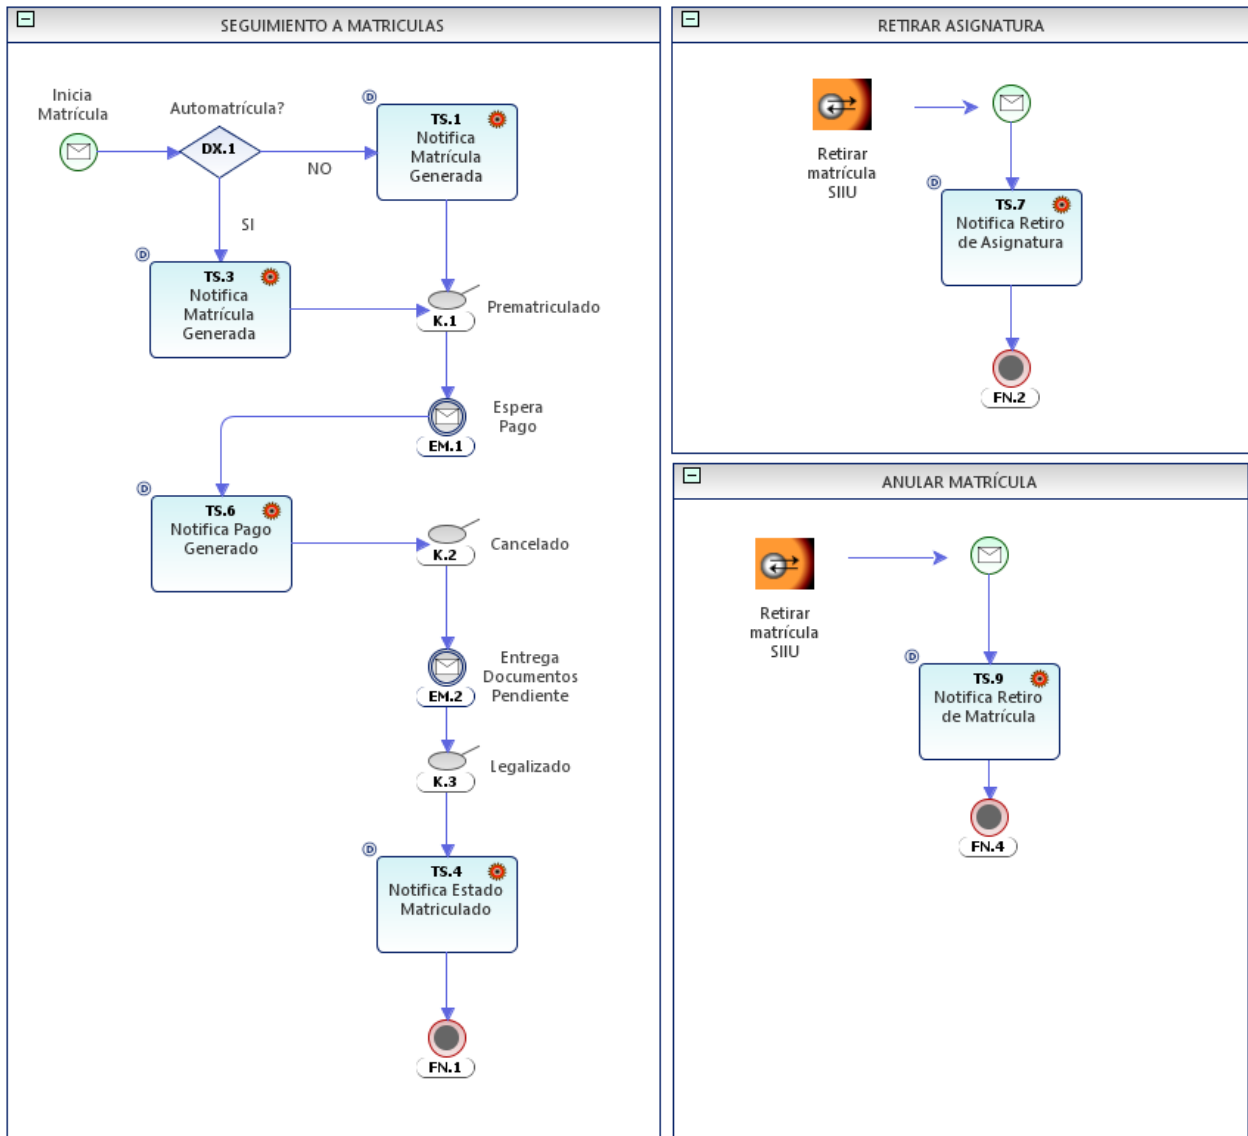 SEGUIMIENTO A MATRICULAS
Inicia
Matrícula
Automatrícula?
DX.1
NO
SI
D
TS.1
Notifica
Matrícula
Generada
D
TS.3
Notifica
Matrícula
Generada
K.1
Prematriculado
Espera
Pago
EM.1
D
TS.6
Notifica Pago
Generado
K.2
Cancelado
Entrega
Documentos
Pendiente
EM.2
K.3
Legalizado
D
TS.4
Notifica Estado
Matriculado
FN.1
RETIRAR ASIGNATURA
Retirar
matrícula
SIIU
D
TS.7
Notifica Retiro
de Asignatura
FN.2
ANULAR MATRÍCULA
Retirar
matrícula
SIIU
D
TS.9
Notifica Retiro
de Matrícula
FN.4